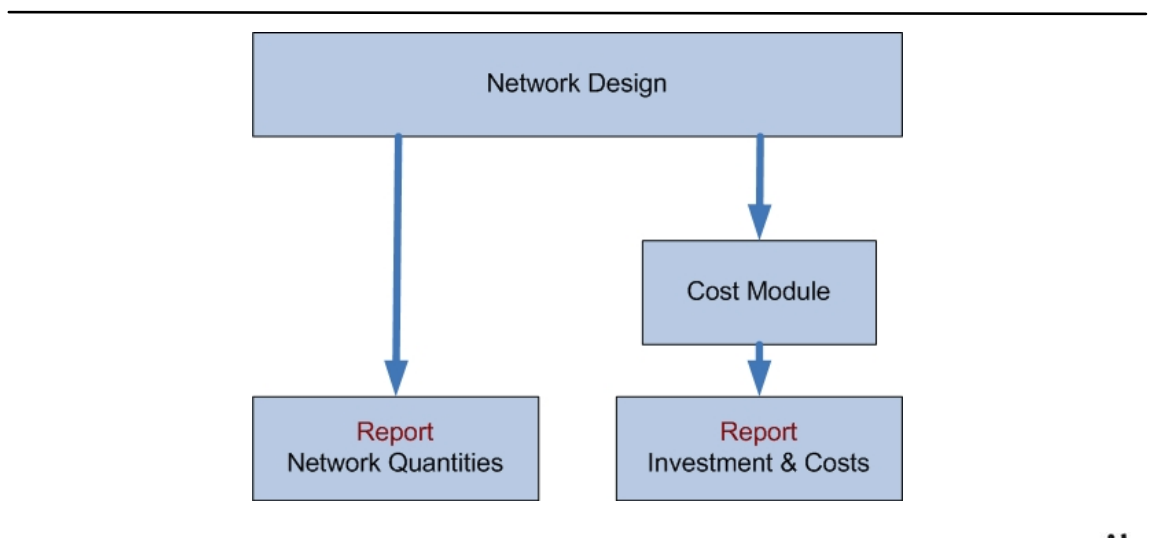 Network Design
Cost Module
Report
Network Quantities
Report
Investment & Costs